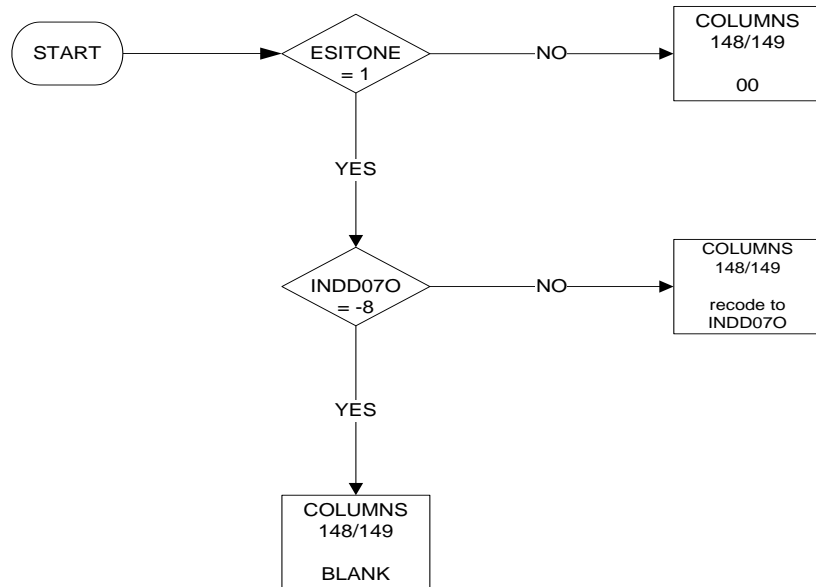 START
ESITONE
= 1
NO
COLUMNS
148/149
00
YES
INDD07O
= -8
NO
COLUMNS
148/149
recode to
INDD07O
YES
COLUMNS
148/149
BLANK